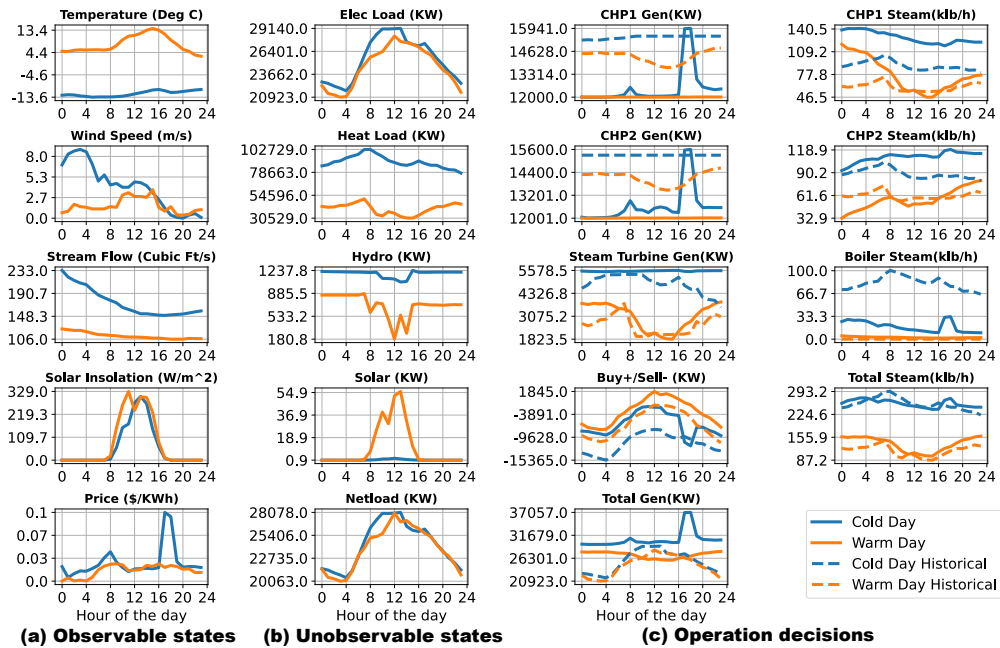 Temperature (Deg C)
13.4
4.4
-4.6
-13.6
0 4 8 12 16 20 24
Wind Speed (m/s)
8.0
5.3
2.7
0.0
0 4 8 12 16 20 24
Stream Flow (Cubic Ft/s)
233.0
190.7
148.3
106.0
0 4 8 12 16 20 24
Solar Insolation (W/m^2)
329.0
219.3
109.7
0.0
0 4 8 12 16 20 24
Price ($/KWh)
0.1
0.07
0.03
0.0
0 4 8 12 16 20 24
Hour of the day
(a) Observable states
Elec Load (KW)
29140.0
26401.0
23662.0
20923.0
0 4 8 12 16 20 24
Heat Load (KW)
102729.0
78663.0
54596.0
30529.0
0 4 8 12 16 20 24
Hydro (KW)
1237.8
885.5
533.1
180.8
0 4 8 12 16 20 24
Solar (KW)
54.9
36.9
18.9
0.9
0 4 8 12 16 20 24
Netload (KW)
28078.0
25406.0
22735.0
20063.0
0 4 8 12 16 20 24
Hour of the day
(b) Unobservable states
CHP1 Gen(KW)
15941.0
14628.0
13314.0
12000.0
0 4 8 12 16 20 24
CHP2 Gen(KW)
15600.0
14401.0
13201.0
12001.0
0 4 8 12 16 20 24
Steam Turbine Gen(KW)
5578.5
4326.8
3075.2
1823.5
0 4 8 12 16 20 24
Buy+/Sell- (KW)
1845.0
-3891.0
-9628.0
-15365.0
0 4 8 12 16 20 24
Total Gen(KW)
37057.0
31679.0
26301.0
20923.0
0 4 8 12 16 20 24
Hour of the day
CHP1 Steam(klb/h)
140.5
109.1
77.8
46.5
0 4 8 12 16 20 24
CHP2 Steam(klb/h)
118.9
90.2
61.6
32.9
0 4 8 12 16 20 24
Boiler Steam(klb/h)
100.0
66.6
33.3
0.0
0 4 8 12 16 20 24
Total Steam(klb/h)
293.2
224.6
155.9
87.2
0 4 8 12 16 20 24
Cold Day
Warm Day
Cold Day Historical
Warm Day Historical
(c) Operation decisions